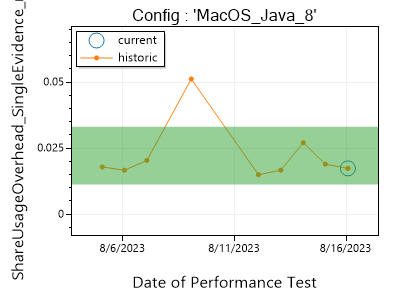 Config : 'MacOS_Java_8'
current
historic
0.05
0.025
0
8/6/2023
8/11/2023
8/16/2023
Date of Performance Test
ShareUsageOverhead_SingleEvidence_